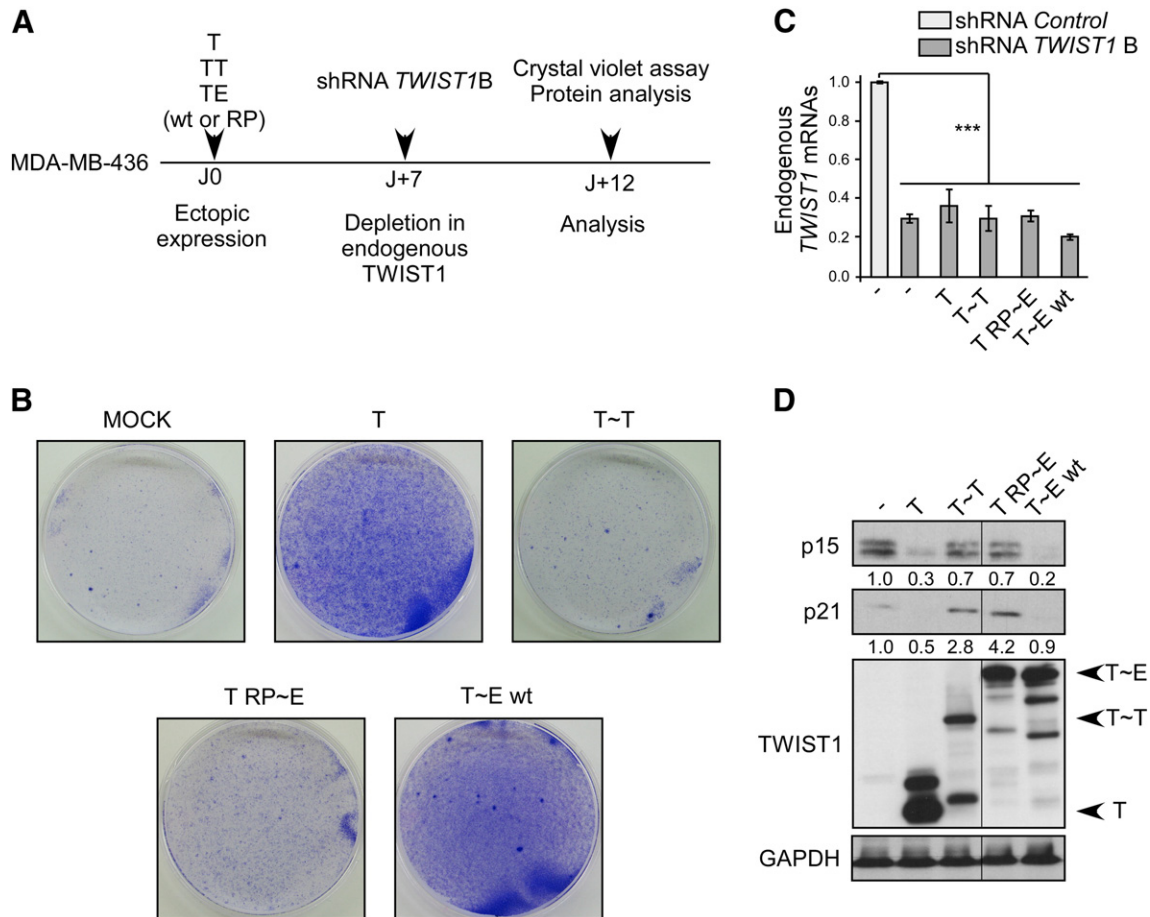 A
T
TT
TE
(wt or RP)
shRNA TWIST1B
Crystal violet assay
Protein analysis
MDA-MB-436
J0
J+7
J+12
Ectopic
expression
Depletion in
endogenous
TWIST1
Analysis
C
shRNA Control
shRNA TWIST1 B
Endogenous
TWIST1 mRNAs
1.0
0.8
0.6
0.4
0.2
0.0
***
- - T T~T T RP~E T~E wt
B
MOCK T T~T
T RP~E T~E wt
D
- T T~T T RP~E T~E wt
p15
1.0 0.3 0.7 0.7 0.2
p21
1.0 0.5 2.8 4.2 0.9
TWIST1
T~E
T~T
T
GAPDH